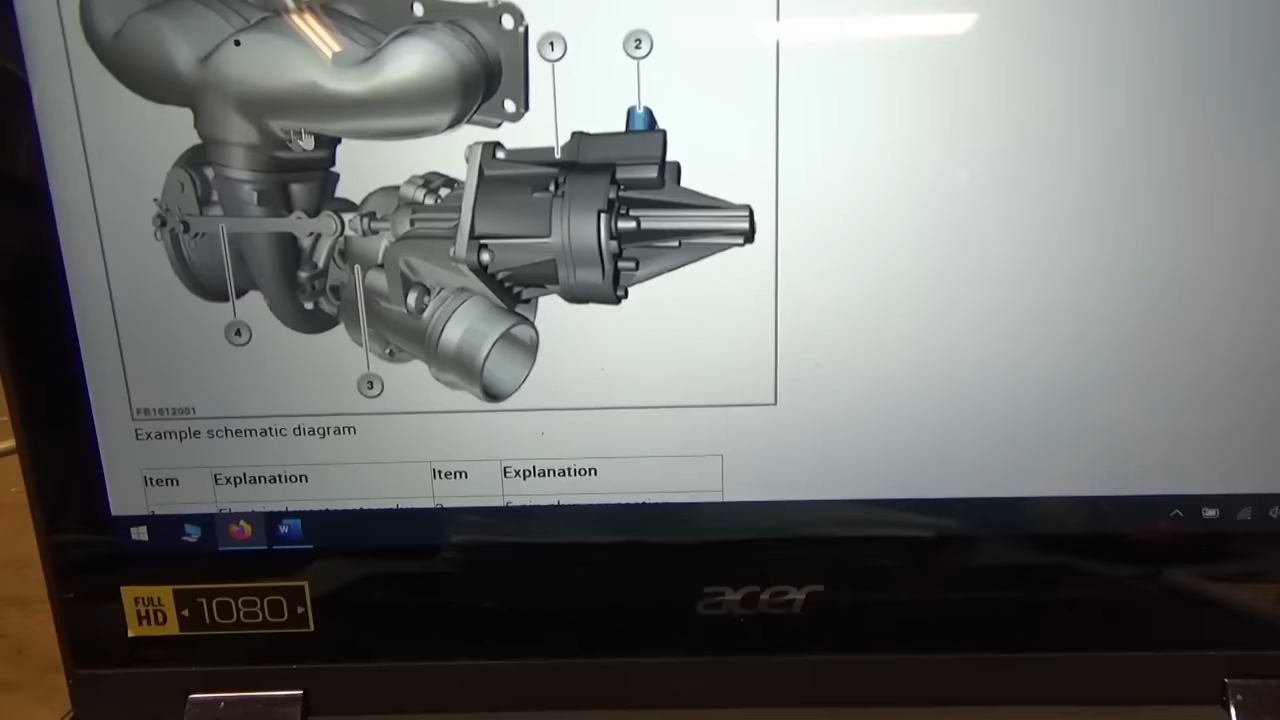 1
2
4
3
FB1612001
Example schematic diagram
Item Explanation Item Explanation
FULL HD 1080
acer